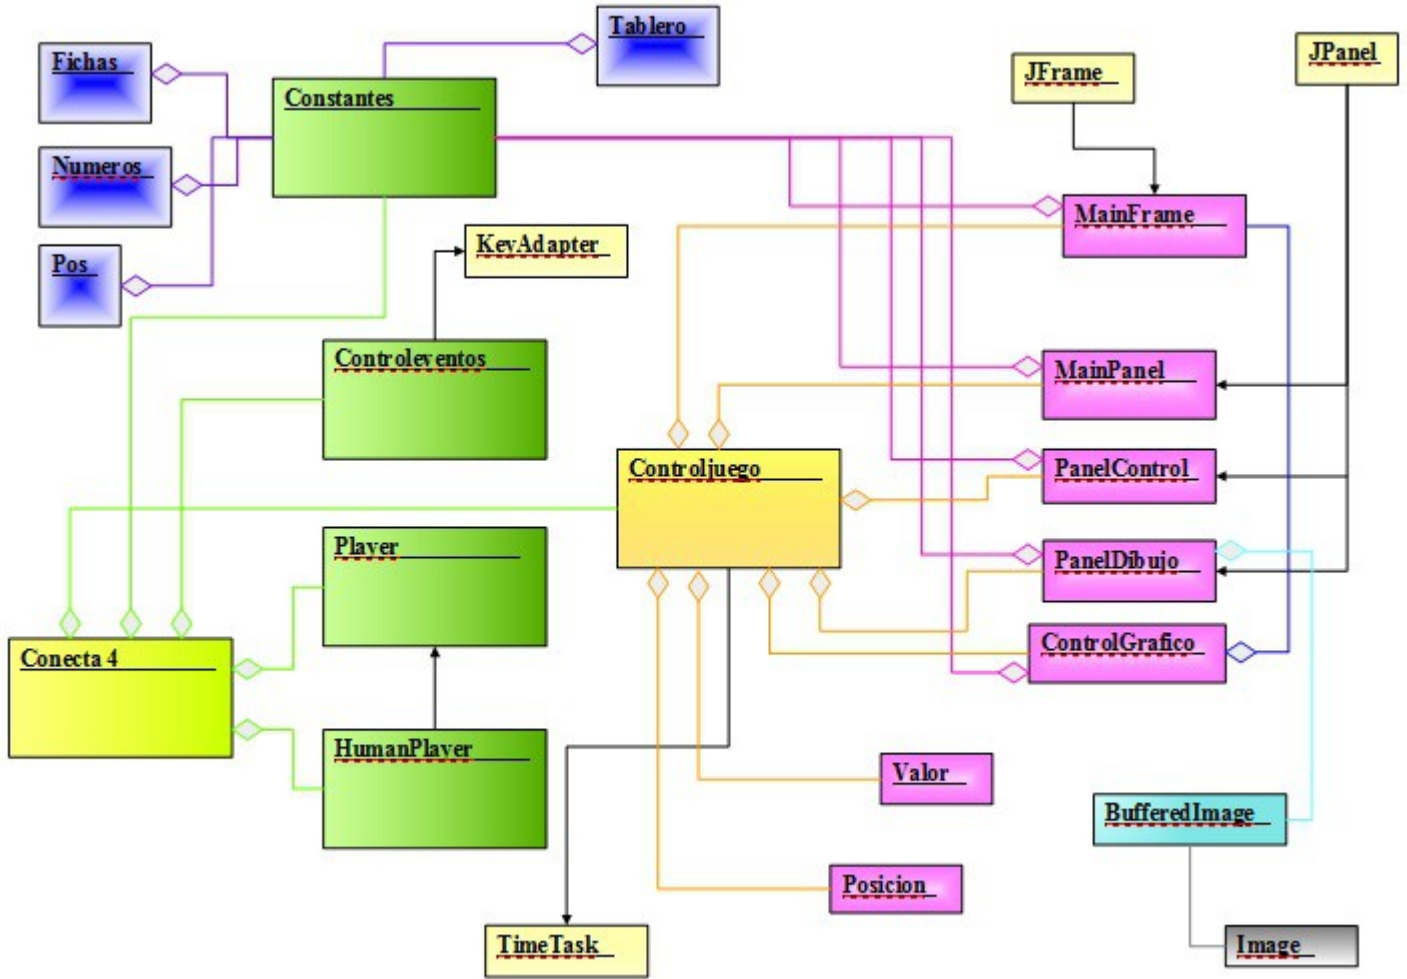 Tablero
Fichas
JPanel
JFrame
Constantes
Numeros
MainFrame
KeyAdapter
Pos
Controleventos
MainPanel
Controljuego
PanelControl
Player
PanelDibujo
ControlGrafico
Conecta 4
HumanPlayer
Valor
BufferedImage
Posicion
TimeTask
Image